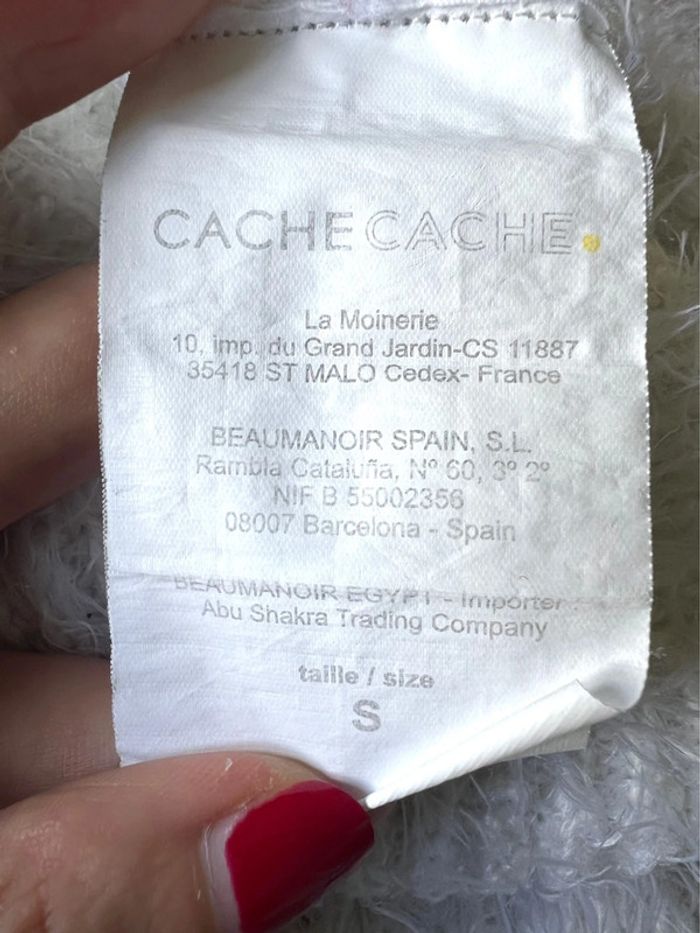 CACHE CACHE.
La Moinerie
10, imp. du Grand Jardin-CS 11887
35418 ST MALO Cedex- France
BEAUMANOIR SPAIN, S.L.
Rambla Cataluña, Nº 60, 3º 2º
NIF B 55002356
08007 Barcelona - Spain
BEAUMANOIR EGYPT - Importer :
Abu Shakra Trading Company
taille / size
S